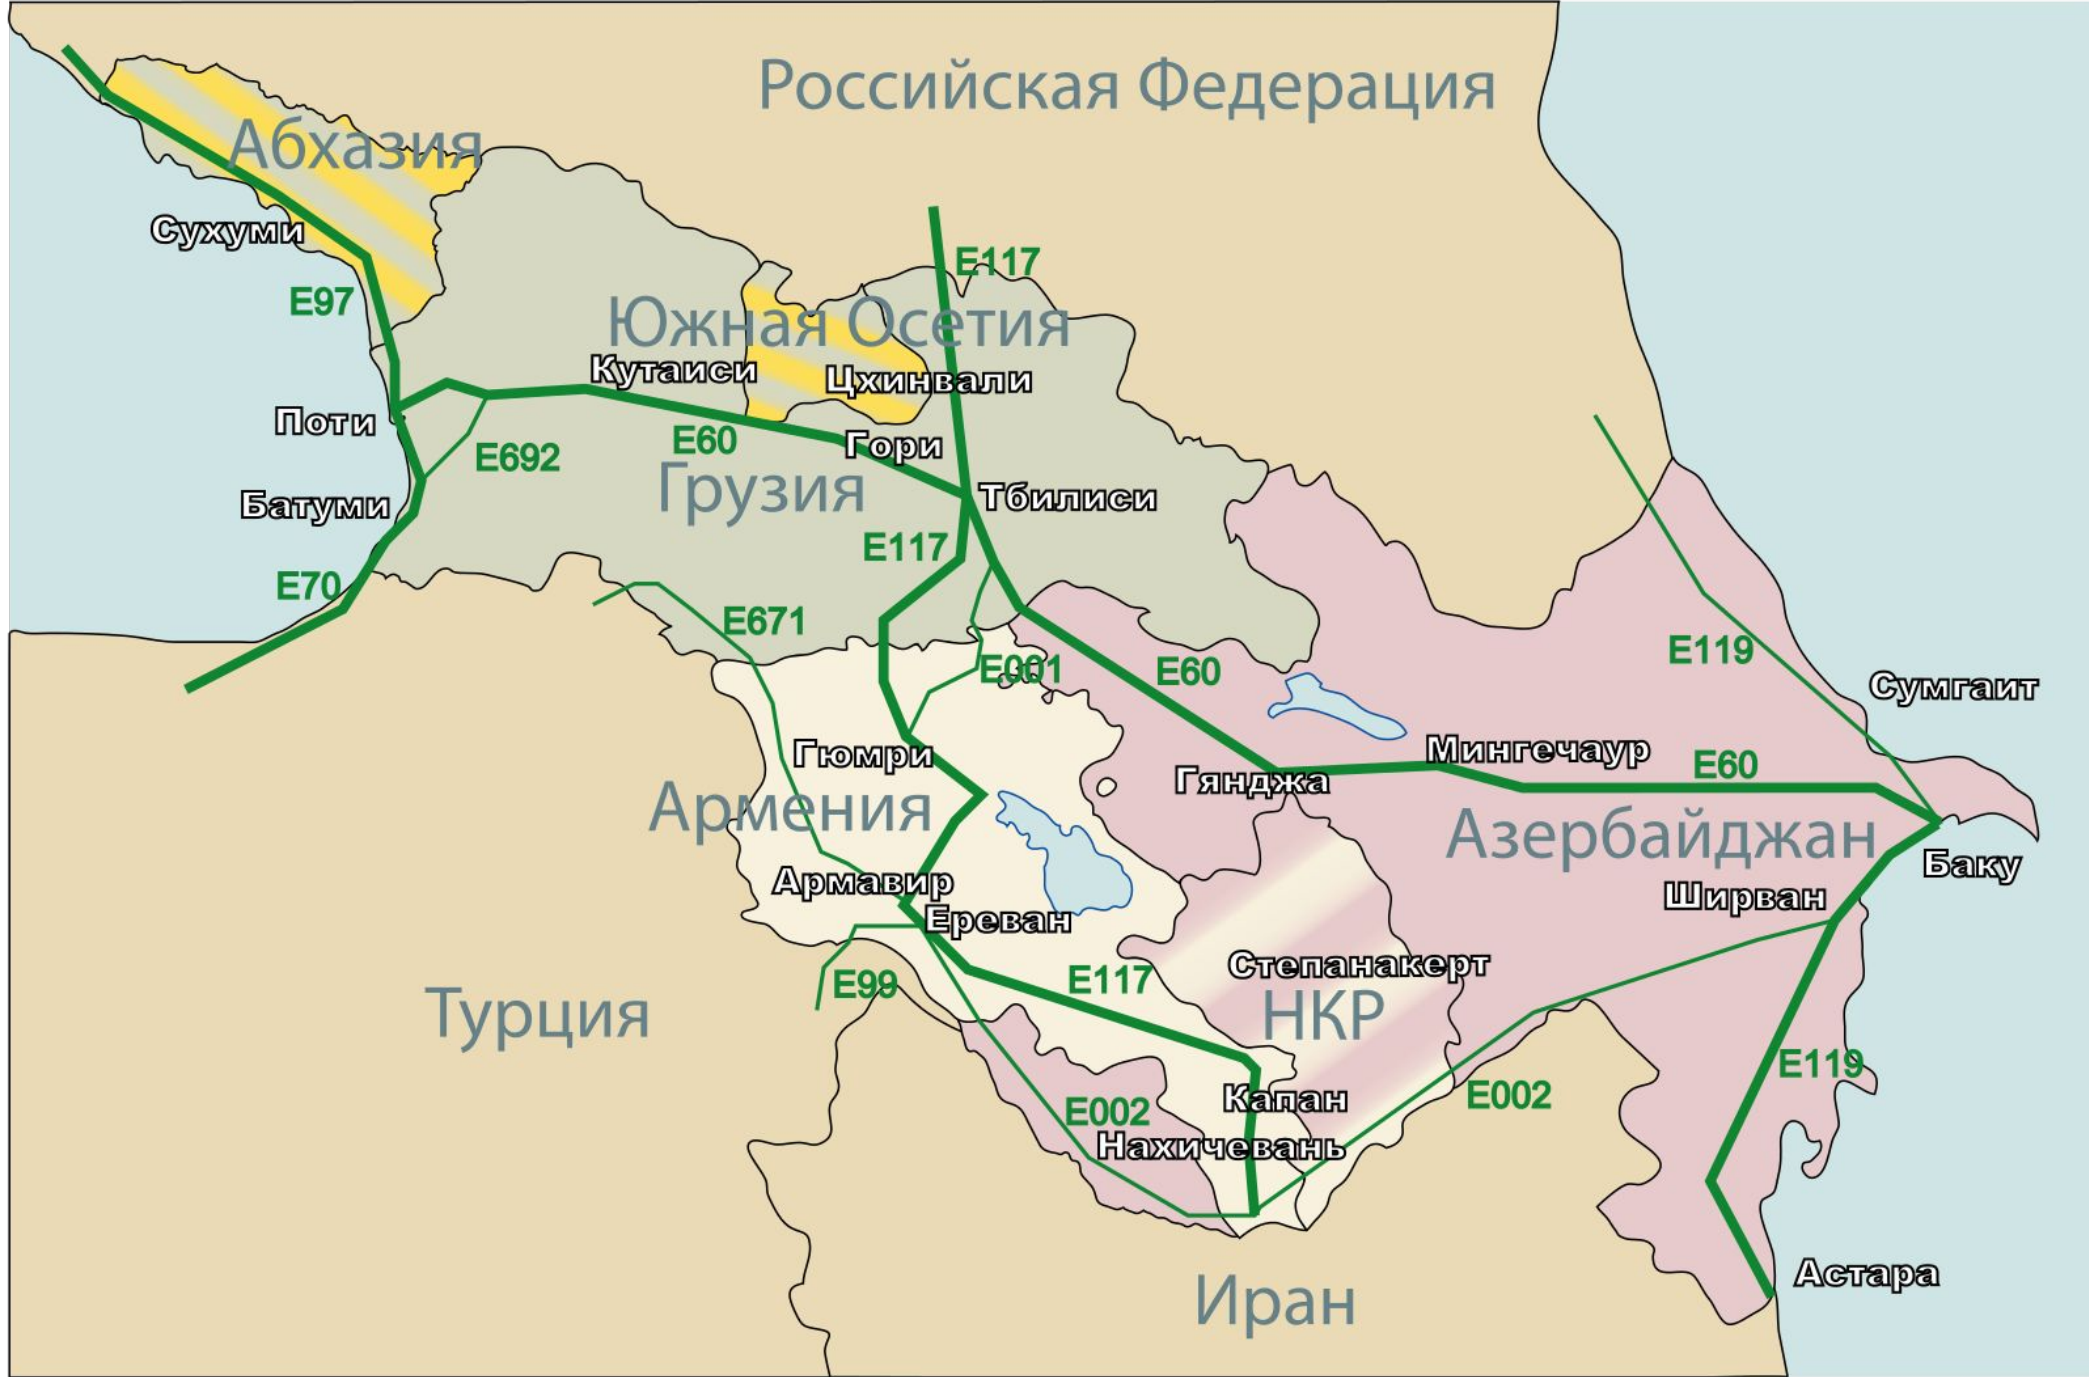 Российская Федерация
Абхазия
Сухуми
E97
E117
Южная Осетия
Кутаиси
Цхинвали
Поти
E60
Гори
E692
Грузия
Тбилиси
Батуми
E117
E70
E671
E001
E60
E119
Сумгаит
Гюмри
Гянджа
Мингечаур
E60
Армения
Азербайджан
Баку
Армавир
Ереван
Ширван
E99
E117
Степанакерт
НКР
Турция
E119
E002
Капан
E002
Нахичевань
Иран
Астара